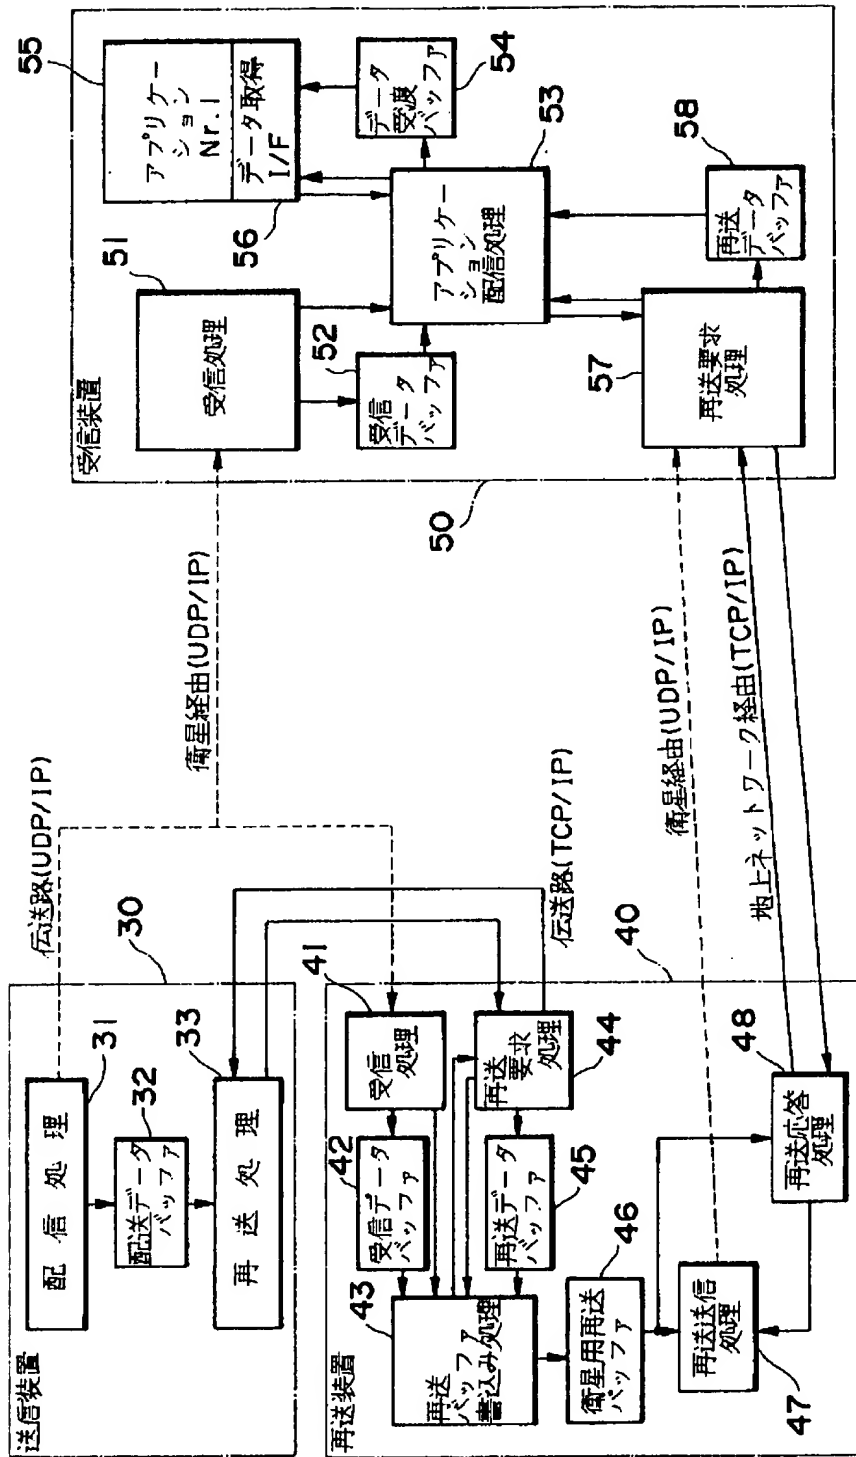 送信装置
30
配信処理
31
配送データ
バッファ
32
再送処理
33
伝送路(UDP/IP)
衛星経由(UDP/IP)
伝送路(TCP/IP)
再送装置
40
受信
処理
41
受信データ
バッファ
42
再送
バッファ
書込み処理
43
再送
要求
処理
44
再送データ
バッファ
45
衛星用再送
バッファ
46
再送送信
処理
47
再送応答
処理
48
衛星経由(UDP/IP)
地上ネットワーク経由(TCP/IP)
受信装置
50
受信処理
51
受信
データ
バッファ
52
アプリケー
ション
配信処理
53
データ
受渡
バッファ
54
アプリケー
ション
Nr.1
55
データ取得
I/F
56
再送要求
処理
57
再送
データ
バッファ
58